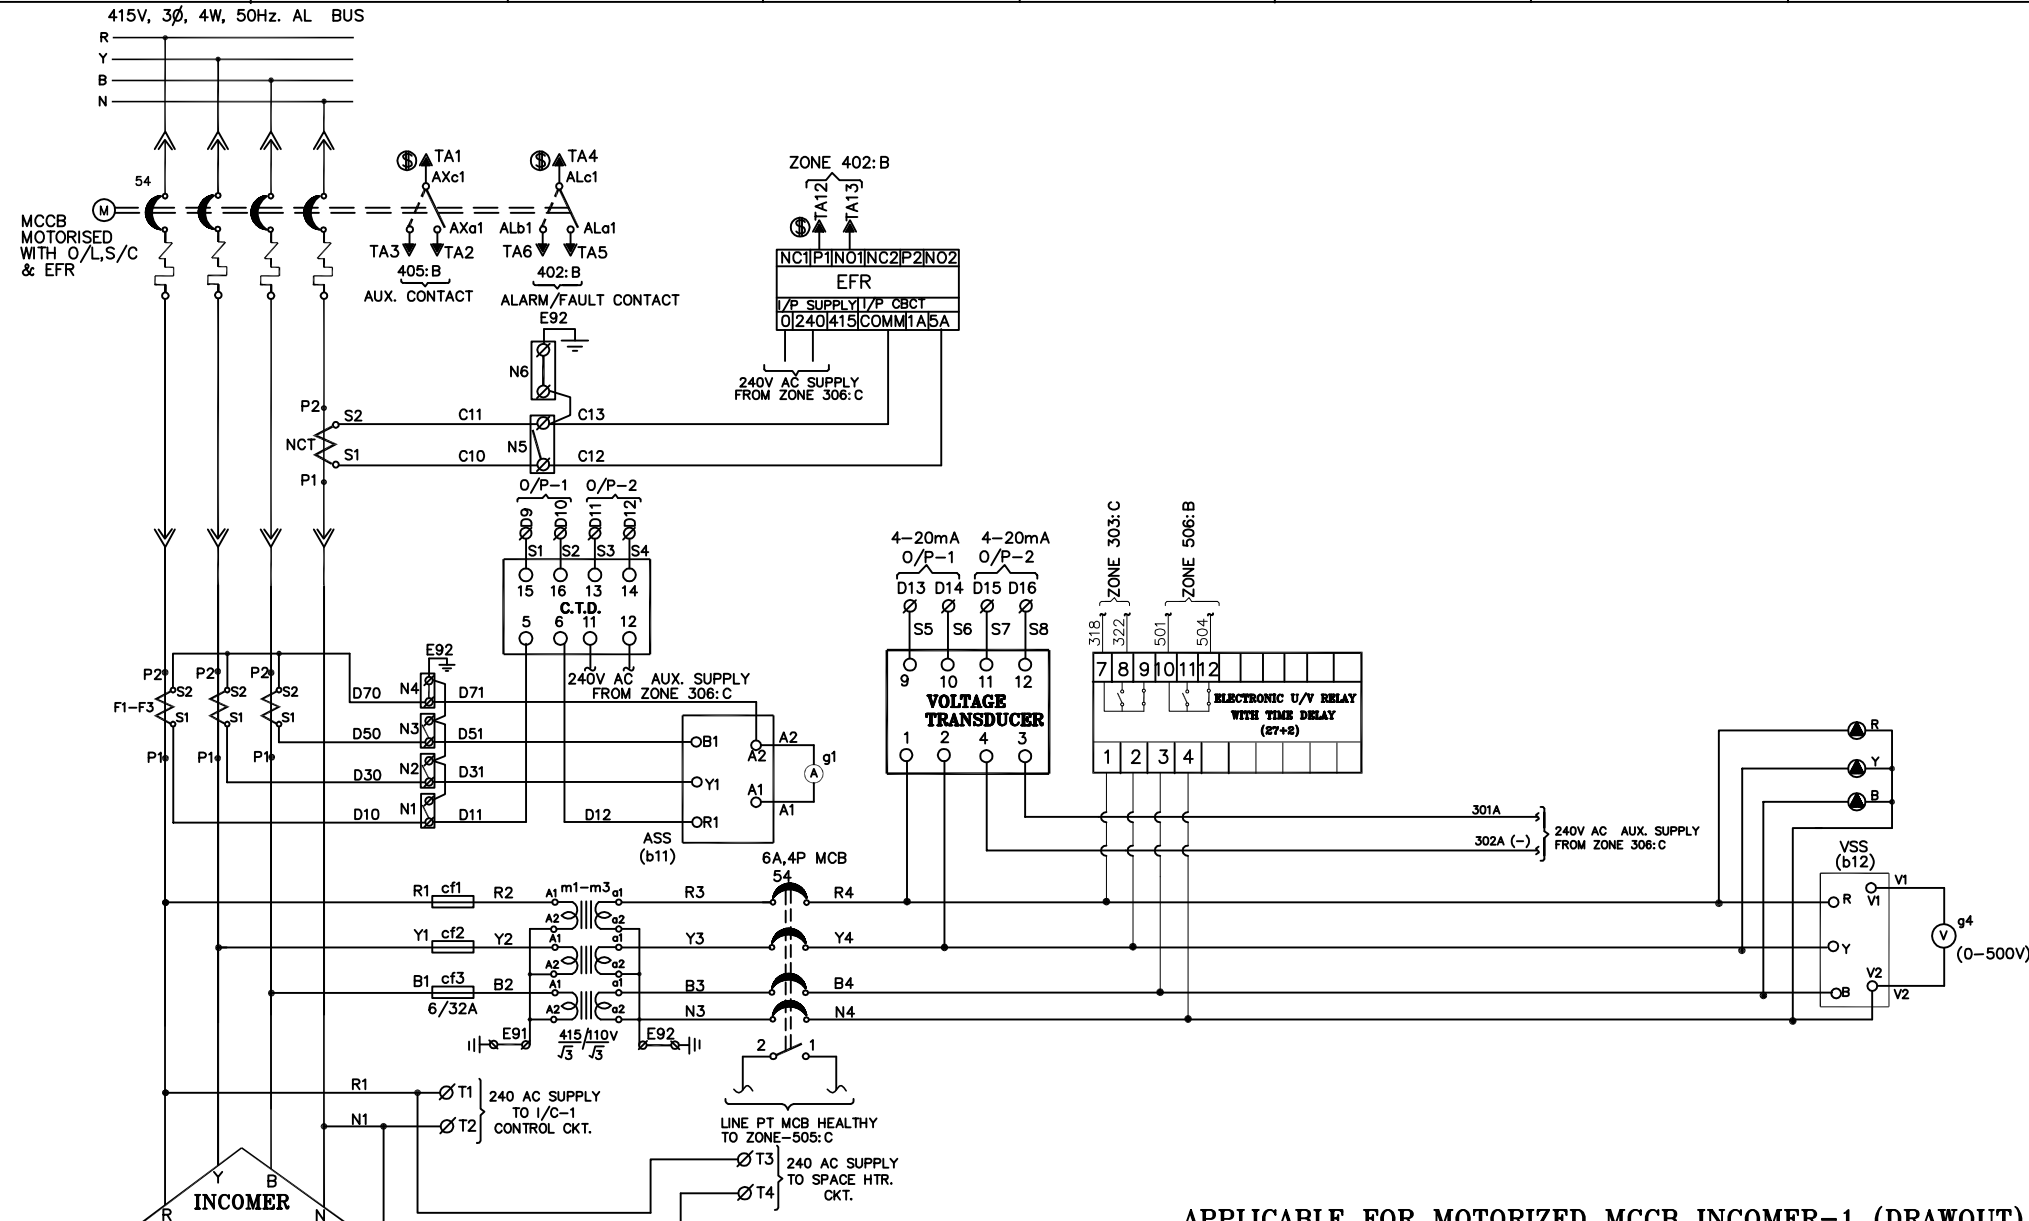 415V, 3Ø, 4W, 50Hz. AL BUS
R
Y
B
N
54
M
MCCB
MOTORISED
WITH O/L,S/C
& EFR
$ TA1
AXc1
AXa1
TA3 TA2
405:B
AUX. CONTACT
$ TA4
ALc1
ALb1 ALa1
TA6 TA5
402:B
ALARM/FAULT CONTACT
ZONE 402:B
TA12
TA13
$
NC1 P1 NO1 NC2 P2 NO2
EFR
I/P SUPPLY I/P CBCT
0 240 415 COMM 1A 5A
240V AC SUPPLY
FROM ZONE 306:C
E92
N6
P2
S2 C11 C13
NCT
N5
S1 C10 C12
P1
O/P-1 O/P-2
D9 D10 D11 D12
S1 S2 S3 S4
15 16 13 14
C.T.D.
5 6 11 12
240V AC AUX. SUPPLY
FROM ZONE 306:C
4-20mA 4-20mA
O/P-1 O/P-2
D13 D14 D15 D16
S5 S6 S7 S8
9 10 11 12
VOLTAGE
TRANSDUCER
1 2 4 3
ZONE 303:C
ZONE 506:B
318 322 501 504
7 8 9 10 11 12
ELECTRONIC U/V RELAY
WITH TIME DELAY
(27+2)
1 2 3 4
E92
P2 P2 P2
S2 S2 S2
F1-F3
S1 S1 S1
P1 P1 P1
D70 N4 D71
D50 N3 D51
D30 N2 D31
D10 N1 D11 D12
B1
Y1
R1
A2
A2
A1
A1
g1
A
ASS
(b11)
301A
302A (-)
240V AC AUX. SUPPLY
FROM ZONE 306:C
R
Y
B
VSS
(b12)
V1
V1
R
Y
B
V2
V2
g4
V
(0-500V)
6A,4P MCB
54
R1 cf1 R2 A1 m1-m3 a1 R3 R4
A2 a2
Y1 cf2 Y2 A1 a1 Y3 Y4
A2 a2
B1 cf3 B2 A1 a1 B3 B4
6/32A
A2 a2 N3 N4
E91 415/√3 / 110V/√3 E92
2 1
LINE PT MCB HEALTHY
TO ZONE-505:C
R1 T1
N1 T2
240 AC SUPPLY
TO I/C-1
CONTROL CKT.
T3
T4
240 AC SUPPLY
TO SPACE HTR.
CKT.
Y B
INCOMER
R N
APPLICABLE FOR MOTORIZED MCCB INCOMER-1 (DRAWOUT)